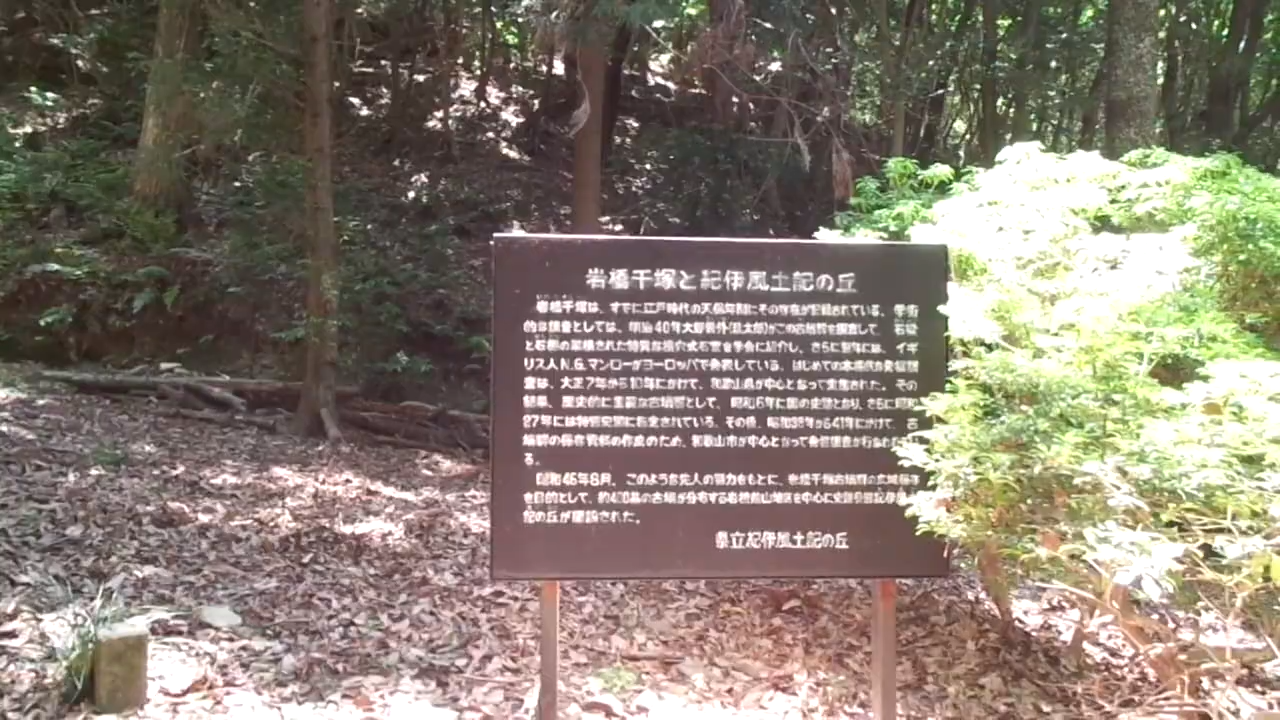 岩橋千塚と紀伊風土記の丘
岩橋千塚は、すでに江戸時代の天保年間にその存在が記録されている。学術
的な調査としては、明治40年大野雲外(延太郎)がこの古墳群を調査して、石梁
と石棚の架構された特異な横穴式石室を学会に紹介し、さらに翌年には、イギ
リス人N.G.マンローがヨーロッパで発表している。はじめての本格的な発掘調
査は、大正7年から10年にかけて、和歌山県が中心となって実施された。その
結果、歴史的に重要な古墳群として、昭和6年に国の史跡となり、さらに昭和
27年には特別史跡に指定されている。その後、昭和38年から41年にかけて、古
墳群の保存資料の作成のため、和歌山市が中心となって発掘調査が行なわれ
る。
昭和46年8月、このような先人の努力をもとに、岩橋千塚古墳群の
を目的として、約400基の古墳が分布する岩橋前山地区を中心に
記の丘が建設された。
県立紀伊風土記の丘